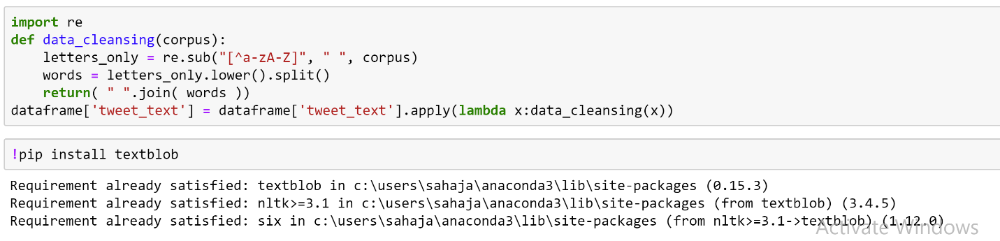 import re
def data_cleansing(corpus):
    letters_only = re.sub("[^a-zA-Z]", " ", corpus)
    words = letters_only.lower().split()
    return( " ".join( words ))
dataframe['tweet_text'] = dataframe['tweet_text'].apply(lambda x:data_cleansing(x))
!pip install textblob
Requirement already satisfied: textblob in c:\users\sahaja\anaconda3\lib\site-packages (0.15.3)
Requirement already satisfied: nltk>=3.1 in c:\users\sahaja\anaconda3\lib\site-packages (from textblob) (3.4.5)
Requirement already satisfied: six in c:\users\sahaja\anaconda3\lib\site-packages (from nltk>=3.1->textblob) (1.12.0)
Activate Windows